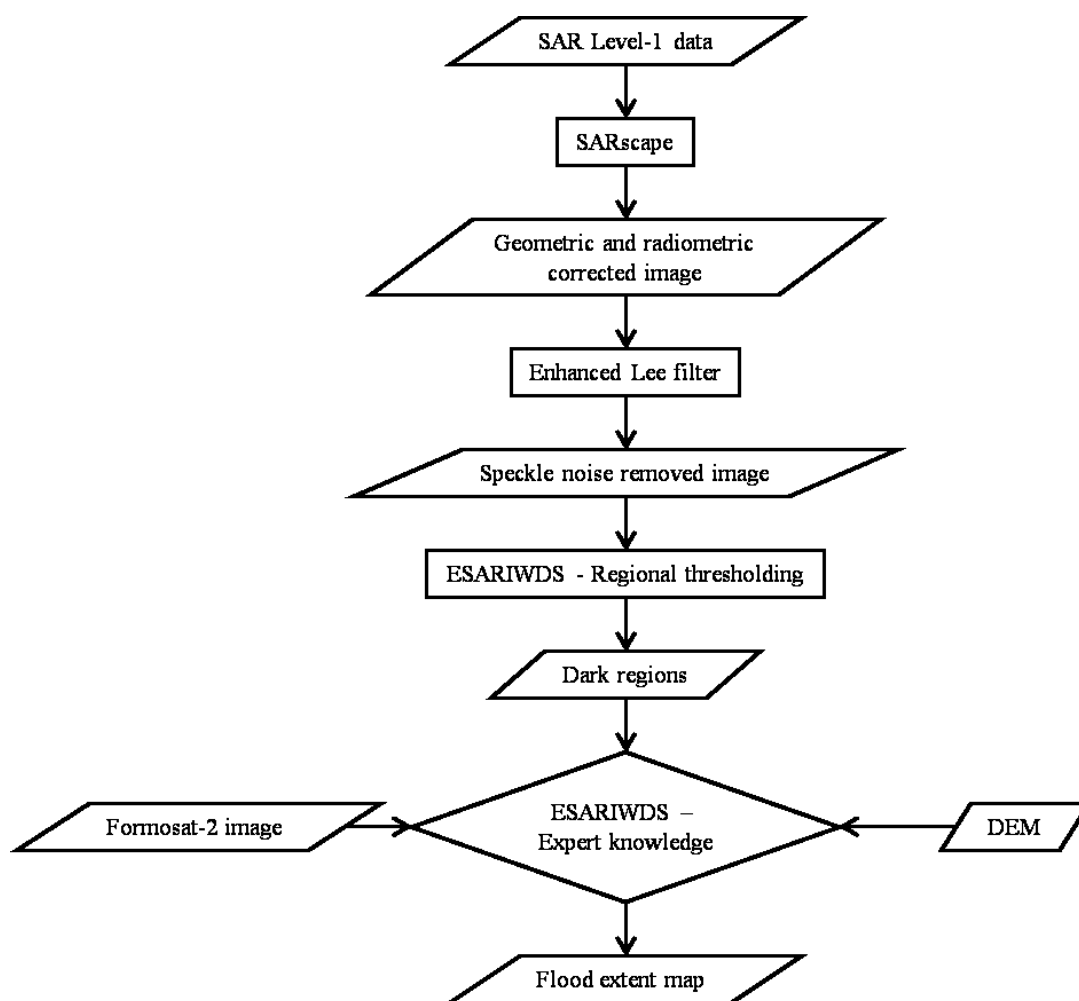 SAR Level-1 data
SARscape
Geometric and radiometric
corrected image
Enhanced Lee filter
Speckle noise removed image
ESARIWDS - Regional thresholding
Dark regions
Formosat-2 image
ESARIWDS –
Expert knowledge
DEM
Flood extent map